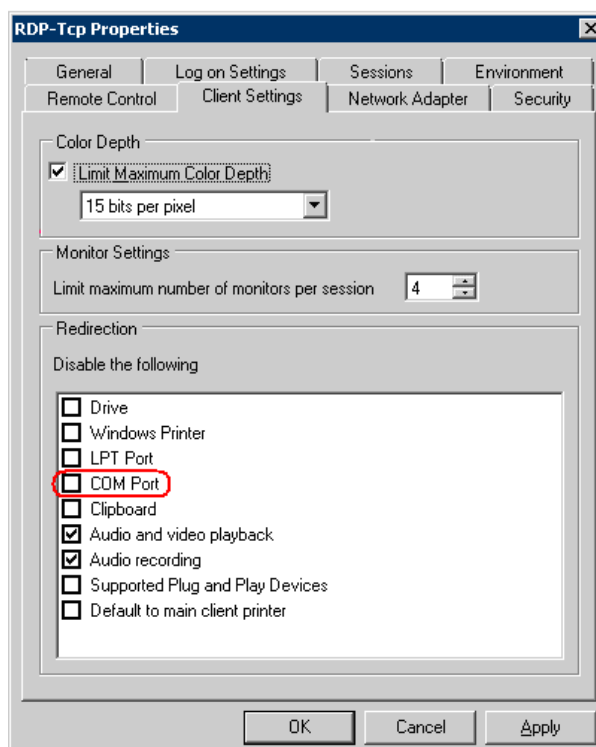 RDP-Tcp Properties
General Log on Settings Sessions Environment
Remote Control Client Settings Network Adapter Security
Color Depth
Limit Maximum Color Depth
15 bits per pixel
Monitor Settings
Limit maximum number of monitors per session 4
Redirection
Disable the following
Drive
Windows Printer
LPT Port
COM Port
Clipboard
Audio and video playback
Audio recording
Supported Plug and Play Devices
Default to main client printer
OK Cancel Apply